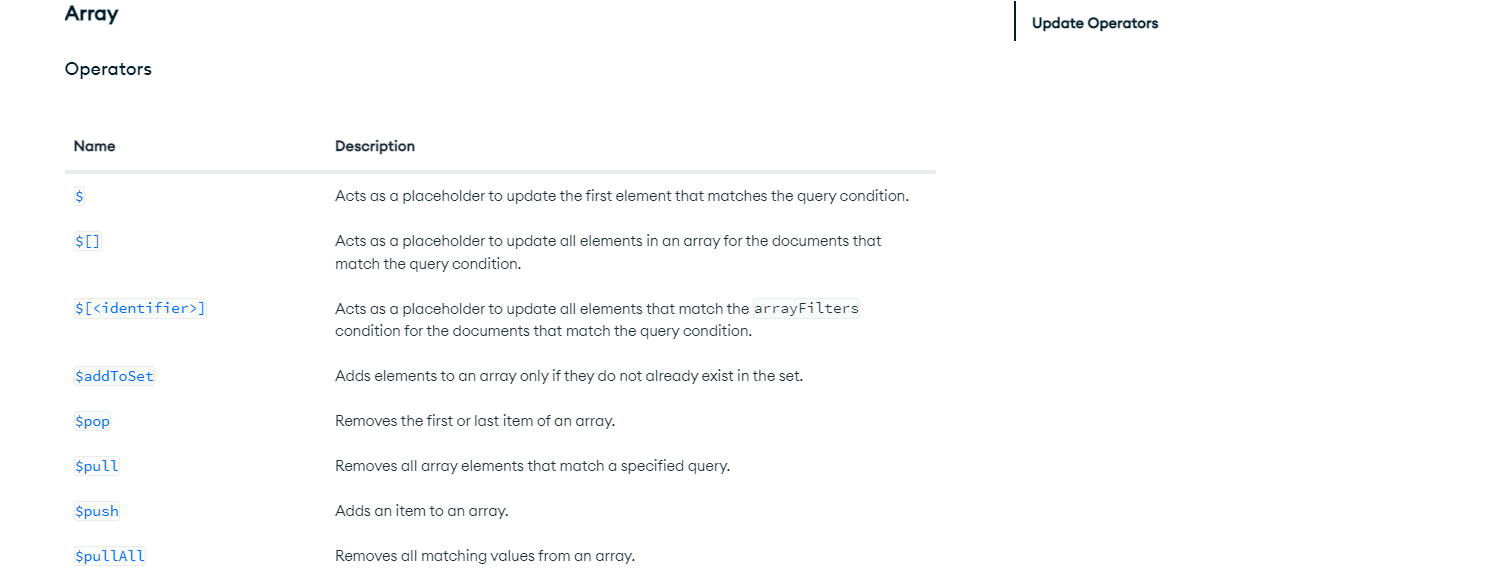 Array
Update Operators
Operators
Name Description
$ Acts as a placeholder to update the first element that matches the query condition.
$[] Acts as a placeholder to update all elements in an array for the documents that
match the query condition.
$[<identifier>] Acts as a placeholder to update all elements that match the arrayFilters
condition for the documents that match the query condition.
$addToSet Adds elements to an array only if they do not already exist in the set.
$pop Removes the first or last item of an array.
$pull Removes all array elements that match a specified query.
$push Adds an item to an array.
$pullAll Removes all matching values from an array.